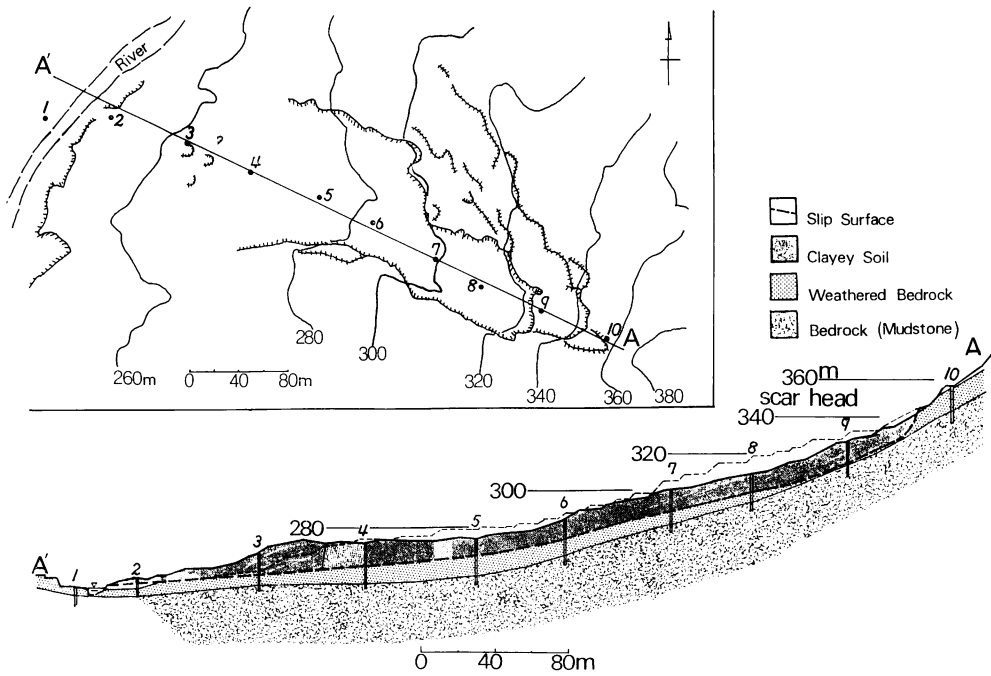 River
A'
1
2
3
?
4
5
6
7
8
9
10
A
260m
280
300
320
340
360
380
0 40 80m
Slip Surface
Clayey Soil
Weathered Bedrock
Bedrock (Mudstone)
A
360m
10
scar head
340
9
320
8
7
300
6
280
5
4
3
A'
1
2
0 40 80m